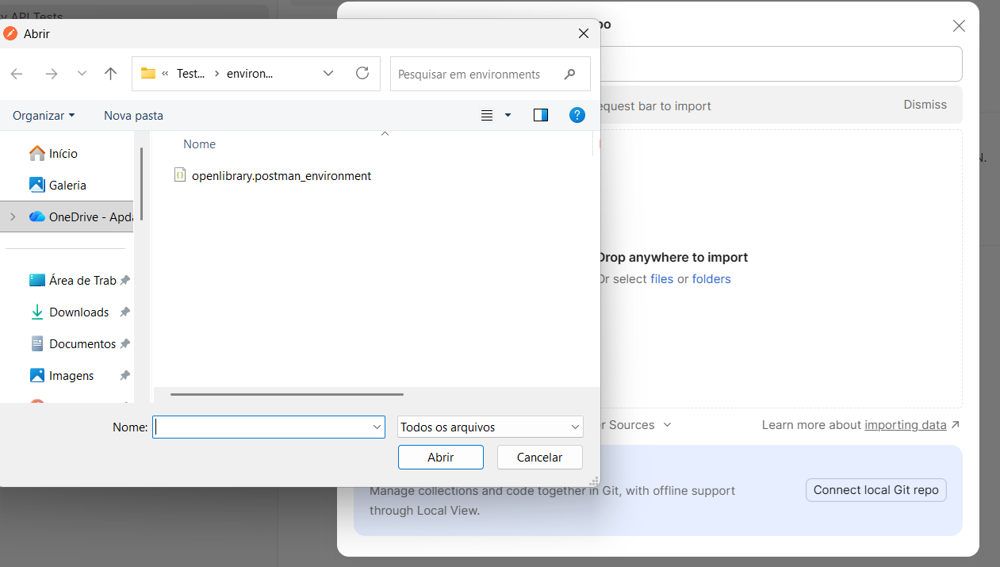 y API Tests
Abrir
« Test... > environ...
Pesquisar em environments
Organizar
Nova pasta
?
Nome
openlibrary.postman_environment
Início
Galeria
OneDrive - Apda
Área de Trab
Downloads
Documentos
Imagens
Nome:
Todos os arquivos
Abrir
Cancelar
po
equest bar to import
Dismiss
N.
Drop anywhere to import
Or select files or folders
r Sources
Learn more about importing data
Manage collections and code together in Git, with offline support
through Local View.
Connect local Git repo